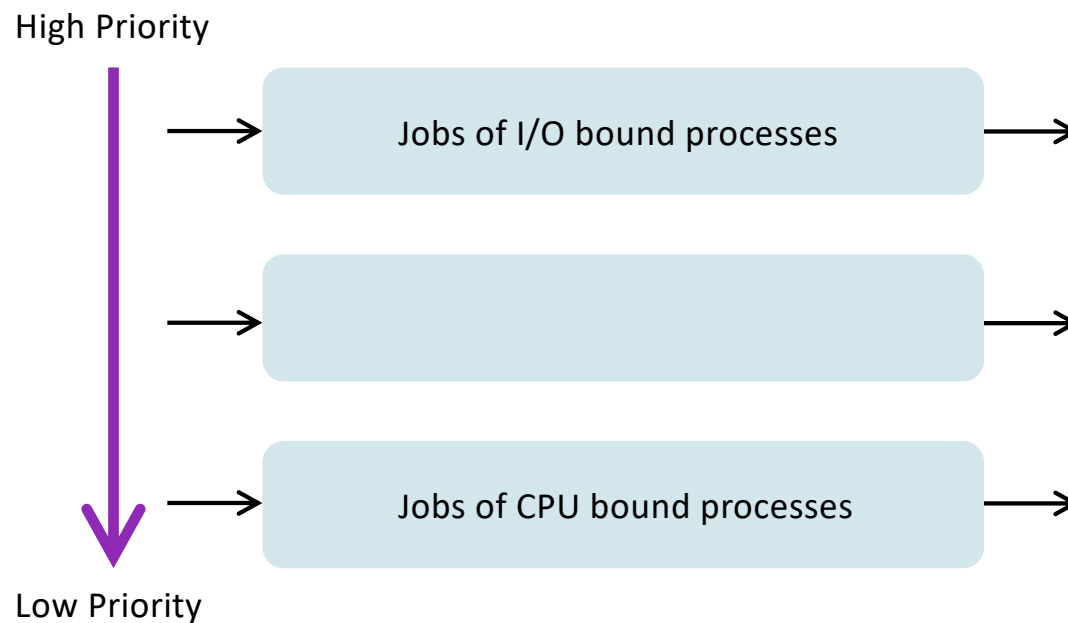 High Priority
Jobs of I/O bound processes
Jobs of CPU bound processes
Low Priority